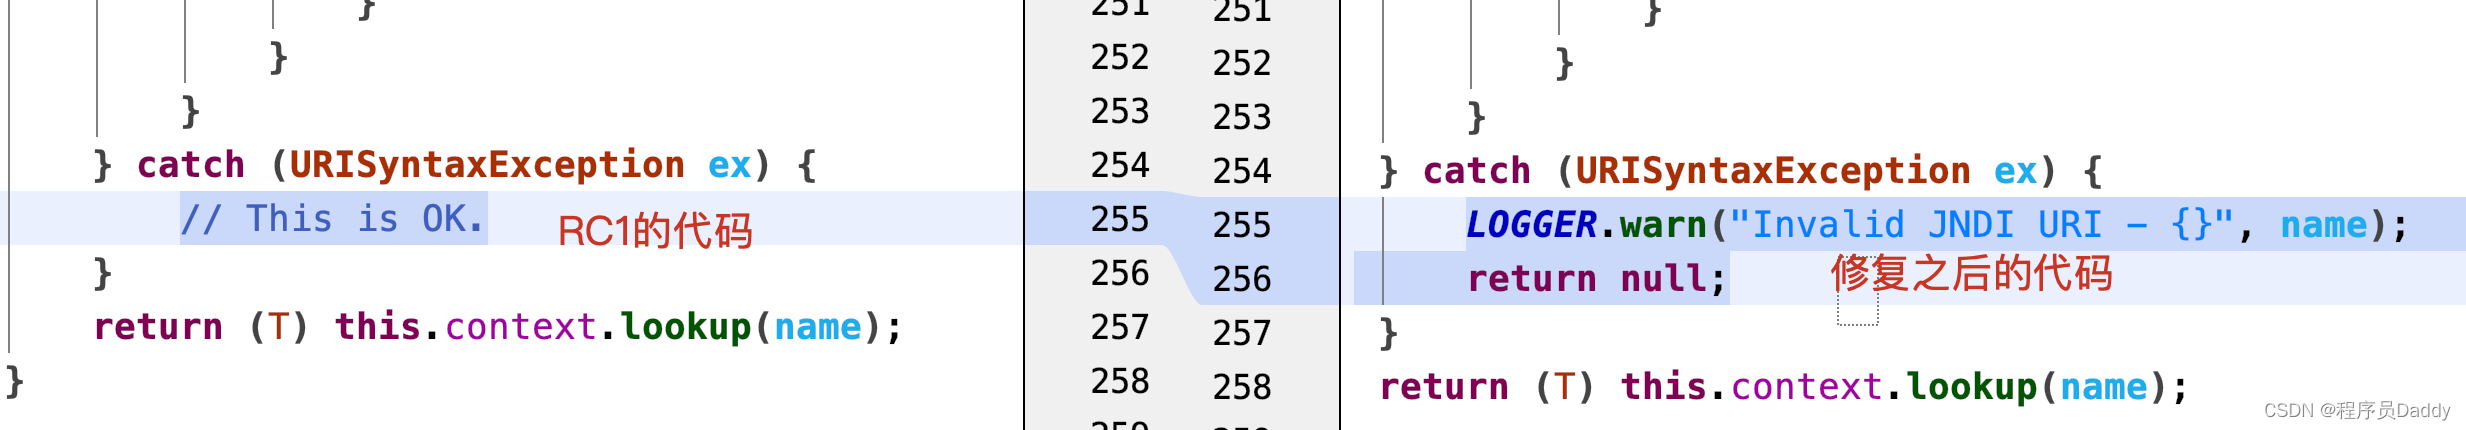 }
}
}
} catch (URISyntaxException ex) {
// This is OK.
RC1的代码
}
return (T) this.context.lookup(name);
}
251 251
252 252
253 253
254 254
255 255
256 256
257 257
258 258
}
}
}
} catch (URISyntaxException ex) {
LOGGER.warn("Invalid JNDI URI – {}", name);
return null;
修复之后的代码
}
return (T) this.context.lookup(name);
CSDN @程序员Daddy